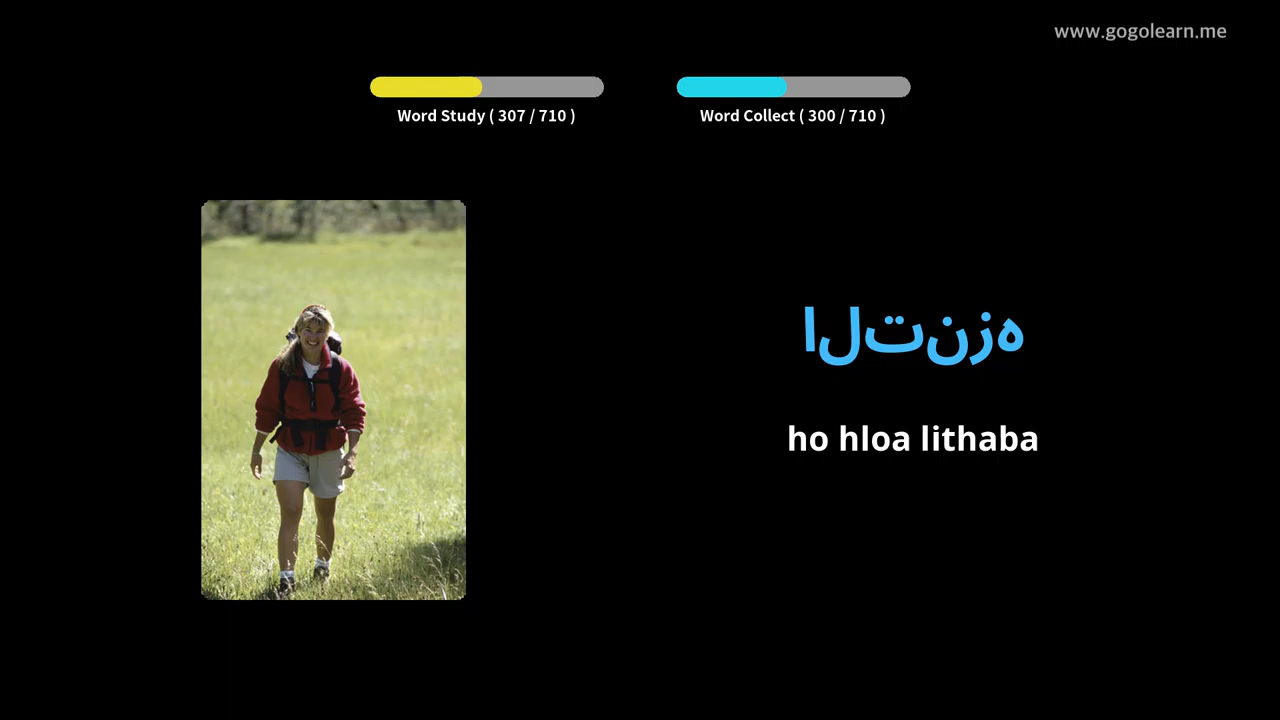 www.gogolearn.me
Word Study ( 307 / 710 )
Word Collect ( 300 / 710 )
التنزه
ho hloa lithaba